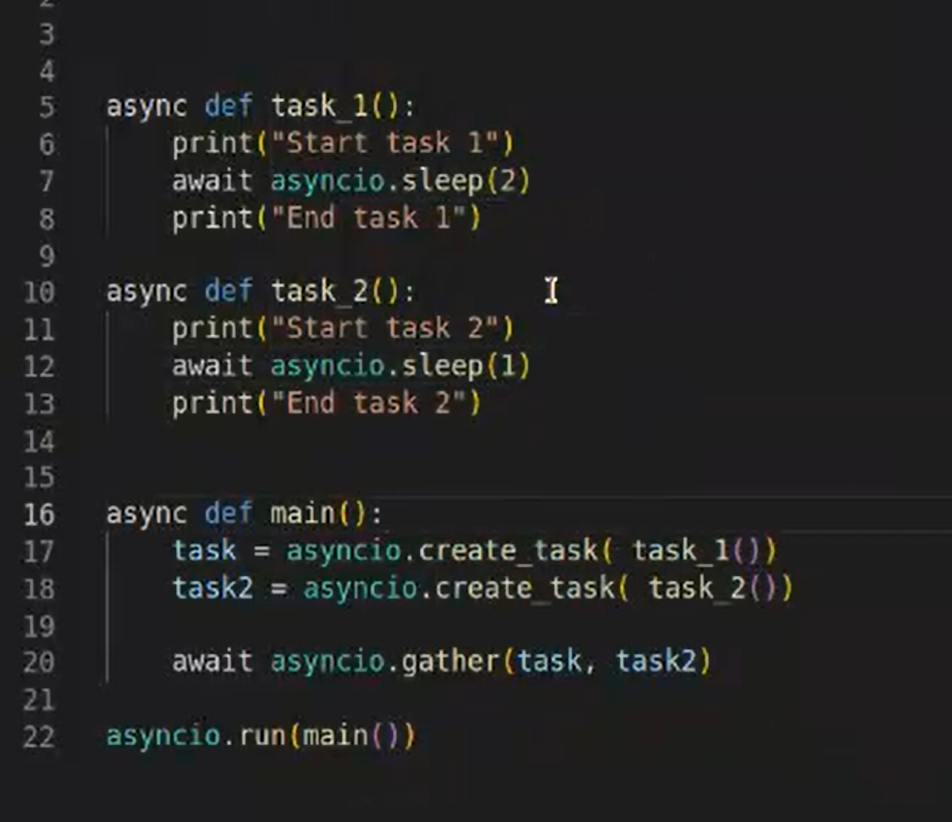 2
3
4
5 async def task_1():
6 print("Start task 1")
7 await asyncio.sleep(2)
8 print("End task 1")
9
10 async def task_2():
11 print("Start task 2")
12 await asyncio.sleep(1)
13 print("End task 2")
14
15
16 async def main():
17 task = asyncio.create_task( task_1())
18 task2 = asyncio.create_task( task_2())
19
20 await asyncio.gather(task, task2)
21
22 asyncio.run(main())